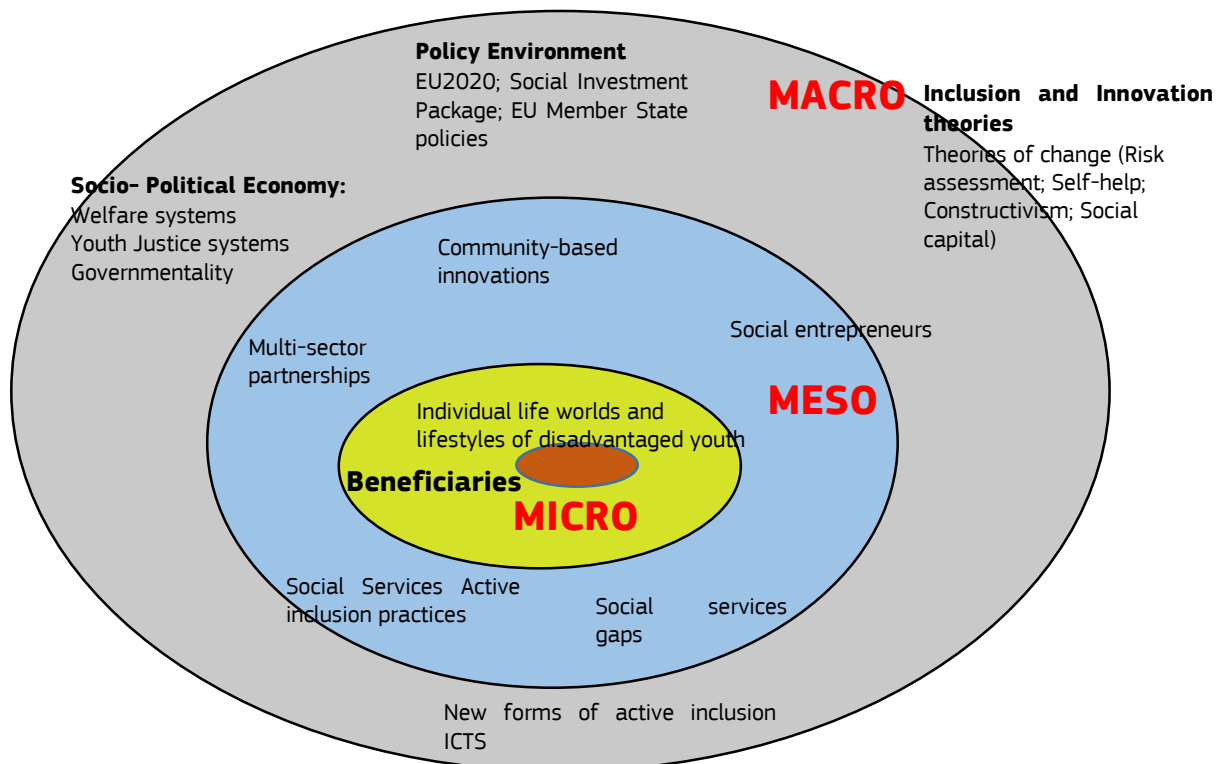 Policy Environment
EU2020; Social Investment
Package; EU Member State
policies
MACRO
Inclusion and Innovation
theories
Theories of change (Risk
assessment; Self-help;
Constructivism; Social
capital)
Socio- Political Economy:
Welfare systems
Youth Justice systems
Governmentality
Community-based
innovations
Social entrepreneurs
Multi-sector
partnerships
MESO
Individual life worlds and
lifestyles of disadvantaged youth
Beneficiaries
MICRO
Social Services Active
inclusion practices
Social services
gaps
New forms of active inclusion
ICTS